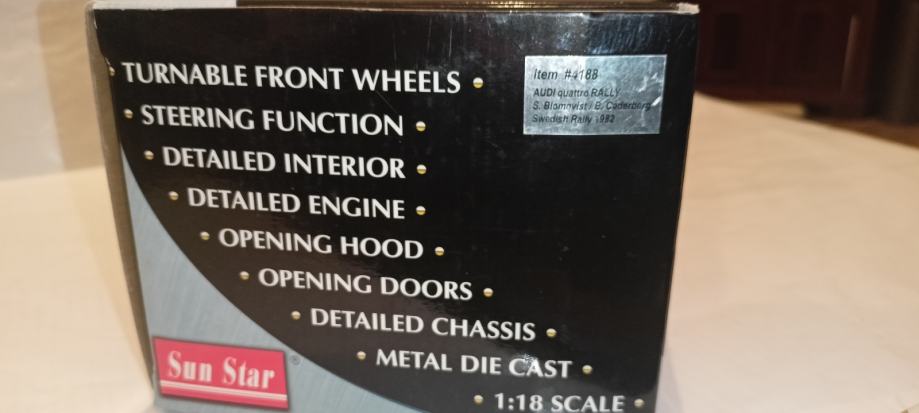 • TURNABLE FRONT WHEELS •
• STEERING FUNCTION •
• DETAILED INTERIOR •
• DETAILED ENGINE •
• OPENING HOOD •
• OPENING DOORS •
• DETAILED CHASSIS •
• METAL DIE CAST •
• 1:18 SCALE •
Item #4188
AUDI quattro RALLY
S. Blomqvist / B. Cederberg
Swedish Rally 1982
Sun Star ®